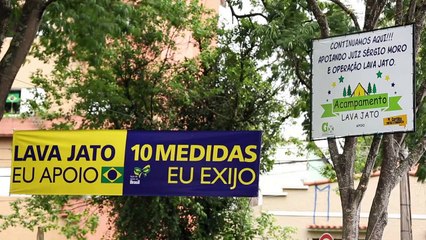 CONTINUAMOS AQUI!!!
APOIANDO JUIZ SÉRGIO MORO
E OPERAÇÃO LAVA JATO.
Acampamento
LAVA JATO
LAVA JATO
EU APOIO
10 MEDIDAS
EU EXIJO